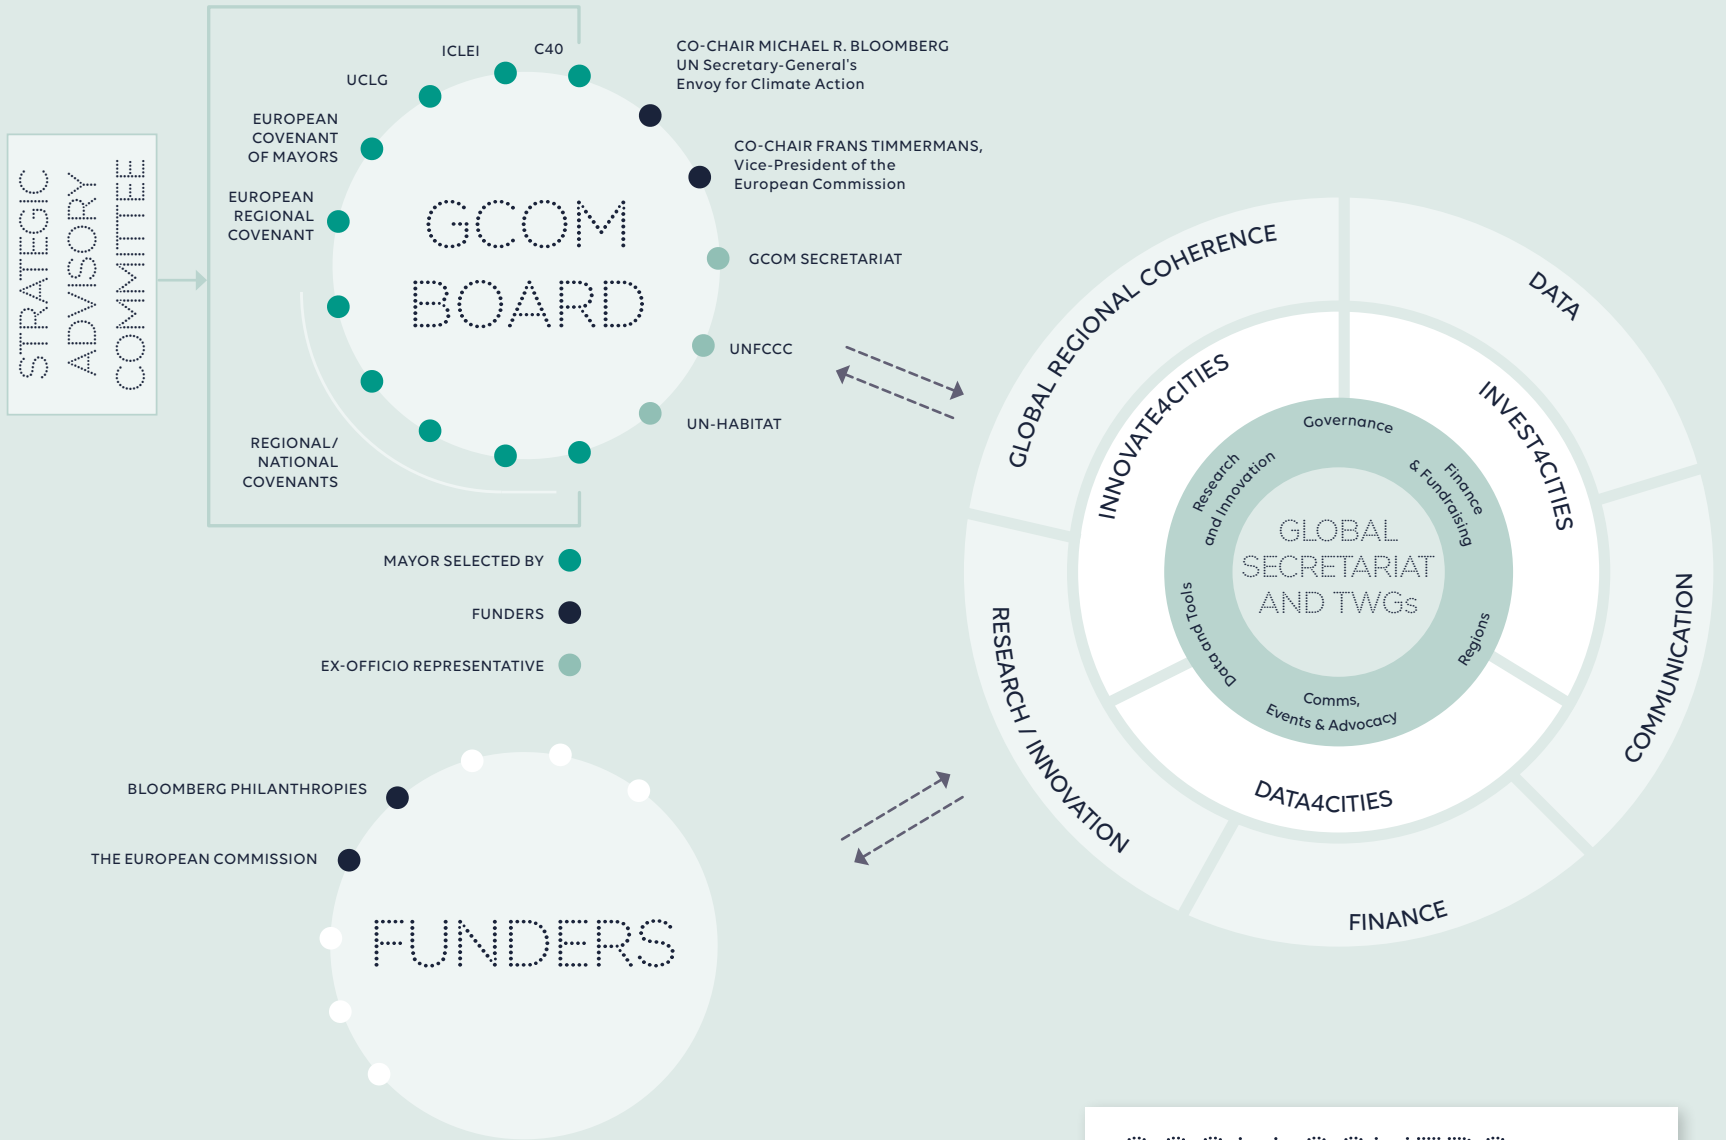 STRATEGIC
ADVISORY
COMMITTEE
ICLEI
C40
UCLG
EUROPEAN
COVENANT
OF MAYORS
EUROPEAN
REGIONAL
COVENANT
REGIONAL/
NATIONAL
COVENANTS
GCOM
BOARD
CO-CHAIR MICHAEL R. BLOOMBERG
UN Secretary-General's
Envoy for Climate Action
CO-CHAIR FRANS TIMMERMANS,
Vice-President of the
European Commission
GCOM SECRETARIAT
UNFCCC
UN-HABITAT
MAYOR SELECTED BY
FUNDERS
EX-OFFICIO REPRESENTATIVE
BLOOMBERG PHILANTHROPIES
THE EUROPEAN COMMISSION
FUNDERS
GLOBAL REGIONAL COHERENCE
DATA
COMMUNICATION
FINANCE
RESEARCH / INNOVATION
INNOVATE4CITIES
INVEST4CITIES
DATA4CITIES
Governance
Finance
& Fundraising
Regions
Comms,
Events & Advocacy
Data and Tools
Research
and Innovation
GLOBAL
SECRETARIAT
AND TWGs